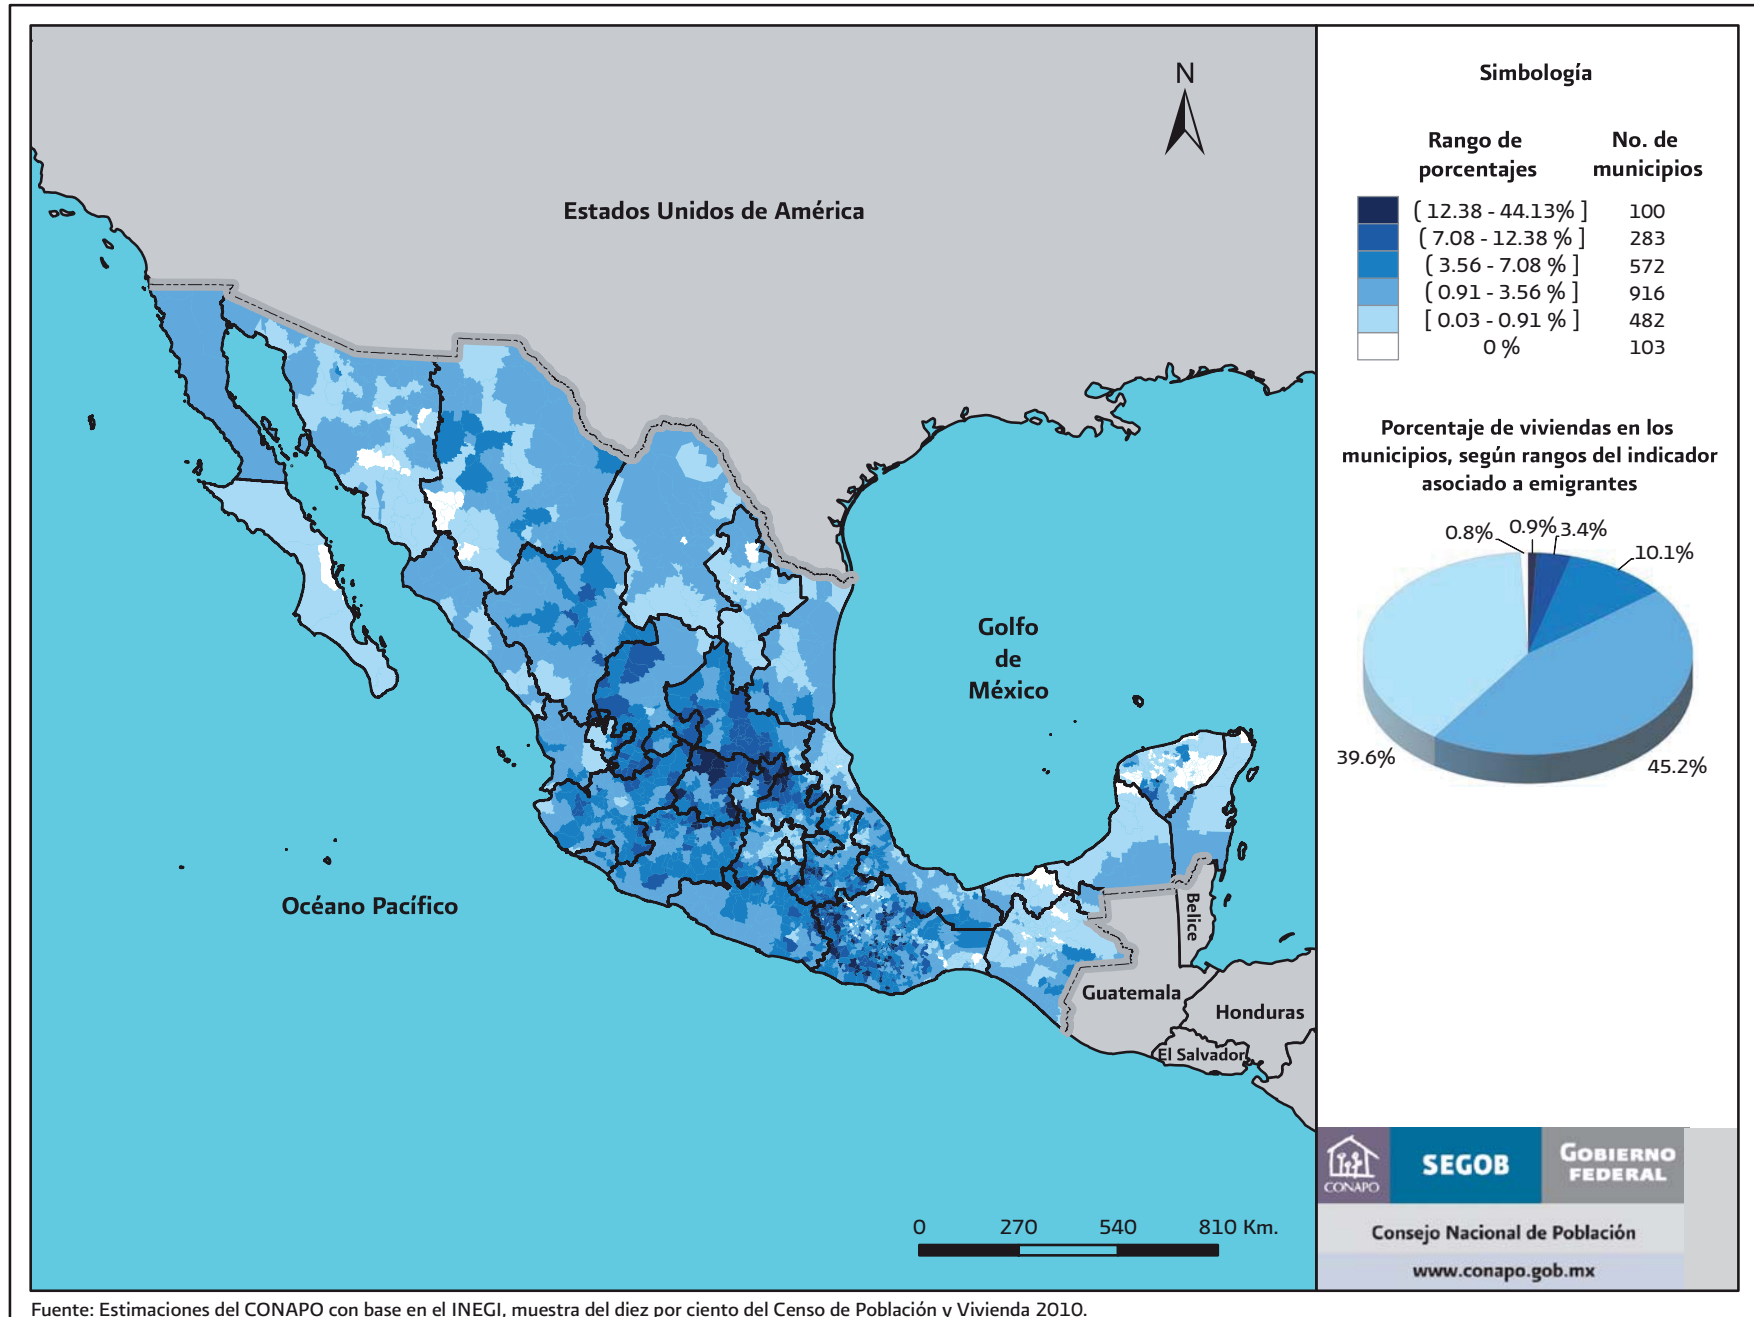 N
Estados Unidos de América
Golfo
de
México
Océano Pacífico
Belice
Guatemala
Honduras
El Salvador
0 270 540 810 Km.
Simbología
Rango de porcentajes No. de municipios
( 12.38 - 44.13% ] 100
( 7.08 - 12.38 % ] 283
( 3.56 - 7.08 % ] 572
( 0.91 - 3.56 % ] 916
[ 0.03 - 0.91 % ] 482
0 % 103
Porcentaje de viviendas en los
municipios, según rangos del indicador
asociado a emigrantes
0.8% 0.9% 3.4%
10.1%
39.6%
45.2%
CONAPO
SEGOB
GOBIERNO
FEDERAL
Consejo Nacional de Población
www.conapo.gob.mx
Fuente: Estimaciones del CONAPO con base en el INEGI, muestra del diez por ciento del Censo de Población y Vivienda 2010.